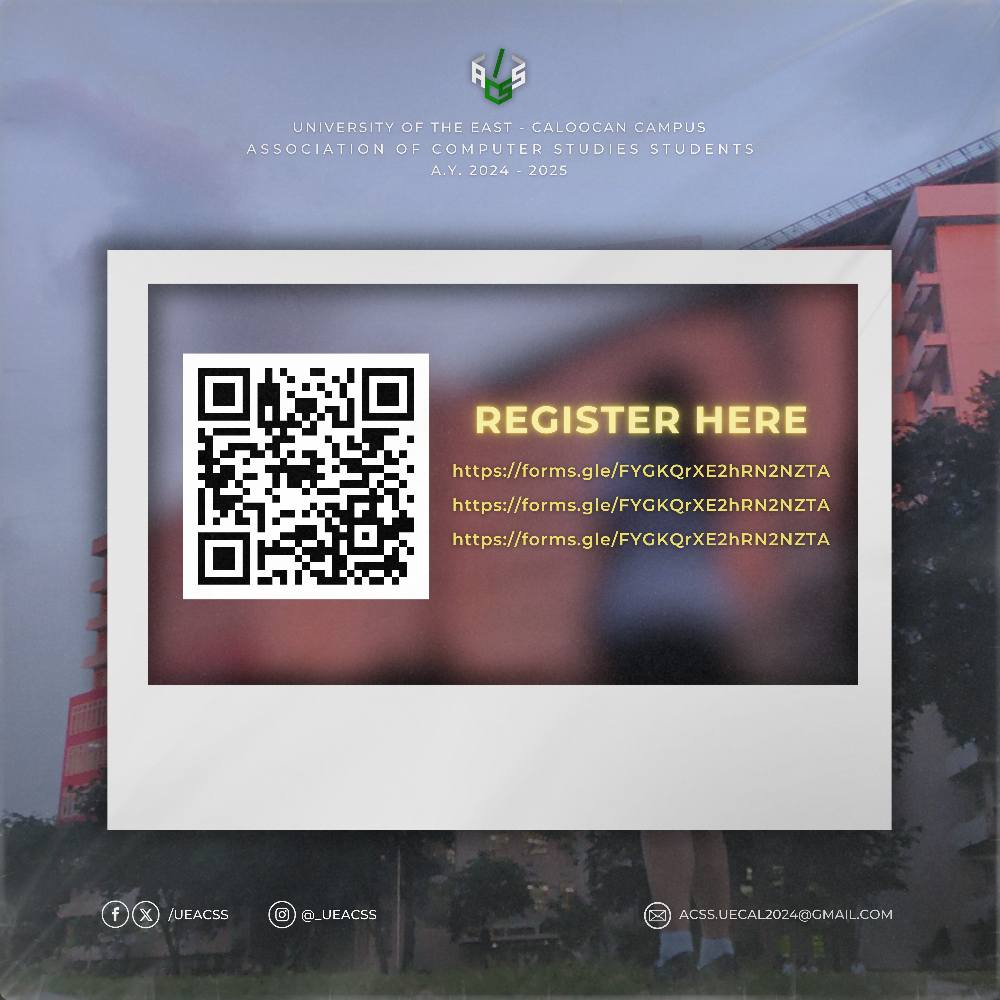 ACSS
UNIVERSITY OF THE EAST - CALOOCAN CAMPUS
ASSOCIATION OF COMPUTER STUDIES STUDENTS
A.Y. 2024 - 2025
REGISTER HERE
https://forms.gle/FYGKQrXE2hRN2NZTA
https://forms.gle/FYGKQrXE2hRN2NZTA
https://forms.gle/FYGKQrXE2hRN2NZTA
/UEACSS @_UEACSS ACSS.UECAL2024@GMAIL.COM